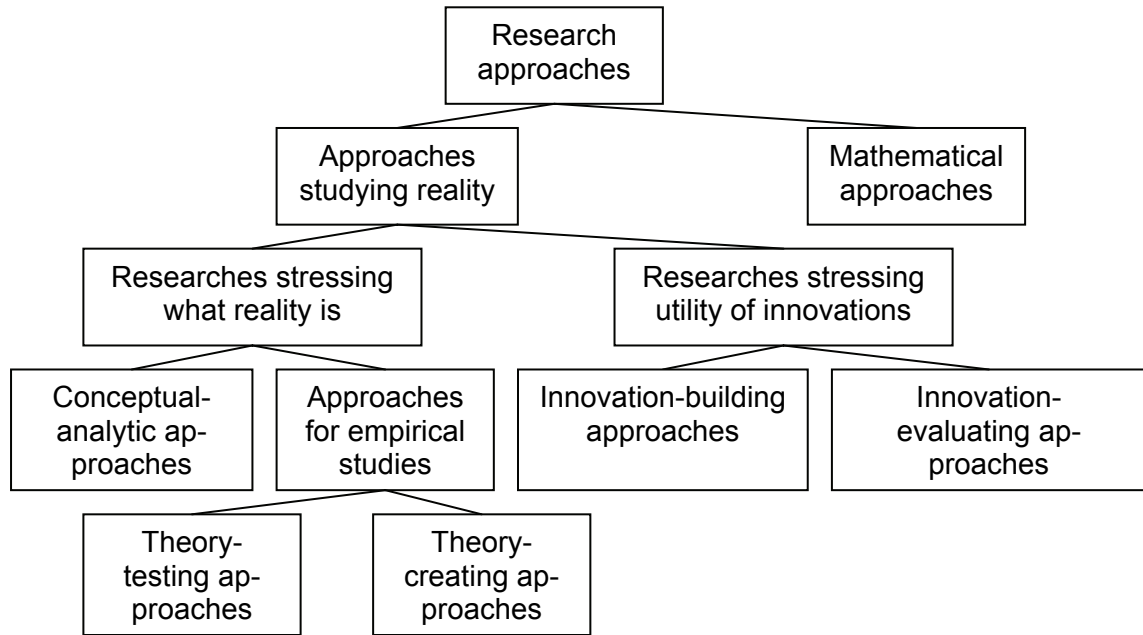 Research
approaches
Approaches
studying reality
Mathematical
approaches
Researches stressing
what reality is
Researches stressing
utility of innovations
Conceptual-
analytic ap-
proaches
Approaches
for empirical
studies
Innovation-building
approaches
Innovation-
evaluating ap-
proaches
Theory-
testing ap-
proaches
Theory-
creating ap-
proaches